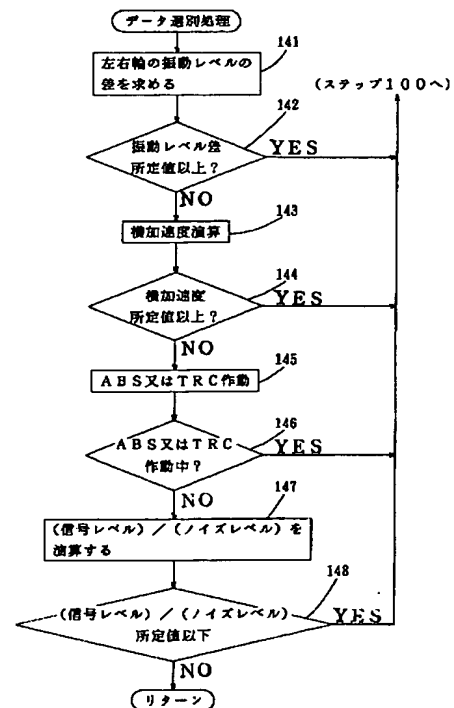 データ選別処理
141
左右輪の振動レベルの
差を求める
(ステップ100へ)
142
振動レベル差
所定値以上?
YES
NO
143
横加速度演算
144
横加速度
所定値以上?
YES
NO
145
ABS又はTRC作動
146
ABS又はTRC
作動中?
YES
NO
147
(信号レベル)/(ノイズレベル)を
演算する
148
(信号レベル)/(ノイズレベル)
所定値以下
YES
NO
リターン